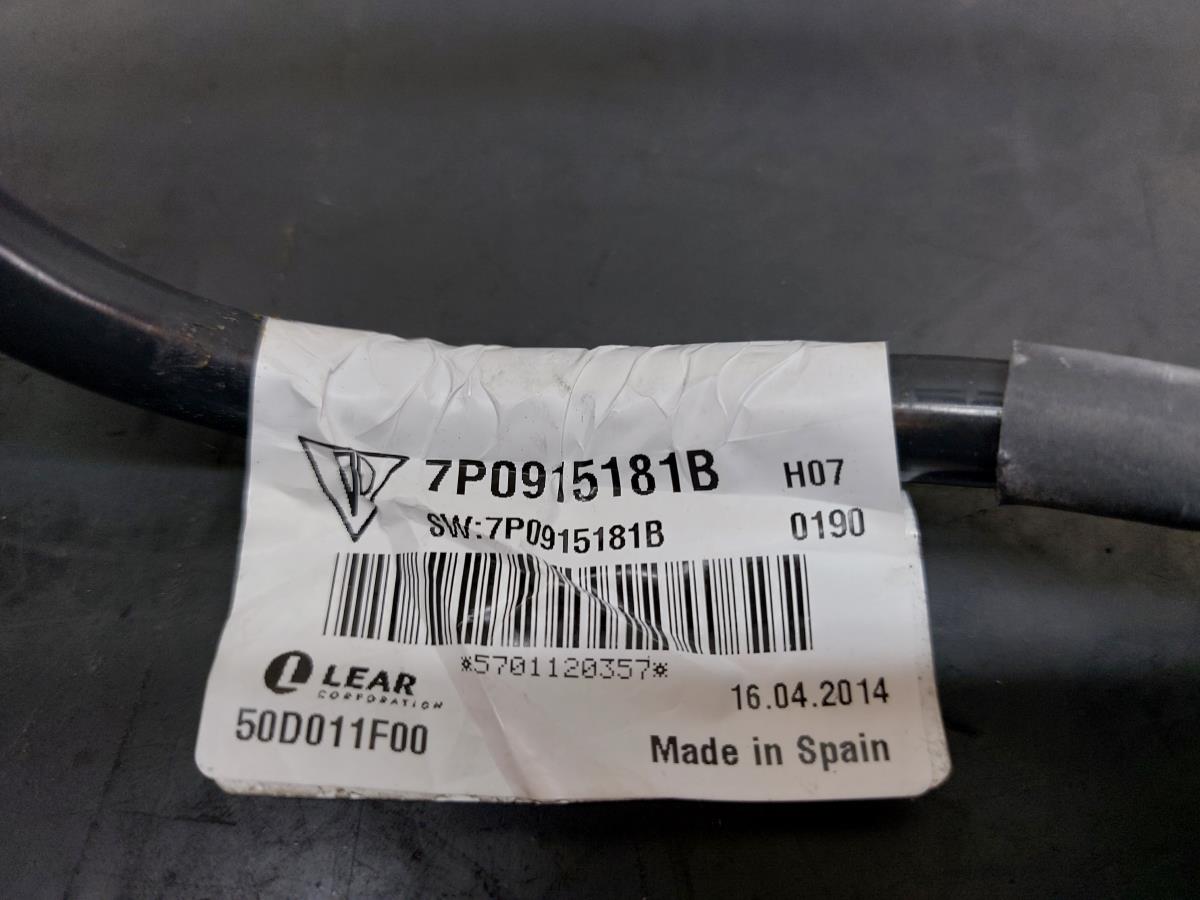 7P0915181B H07
SW:7P0915181B 0190
*5701120357*
LEAR
CORPORATION
16.04.2014
50D011F00
Made in Spain